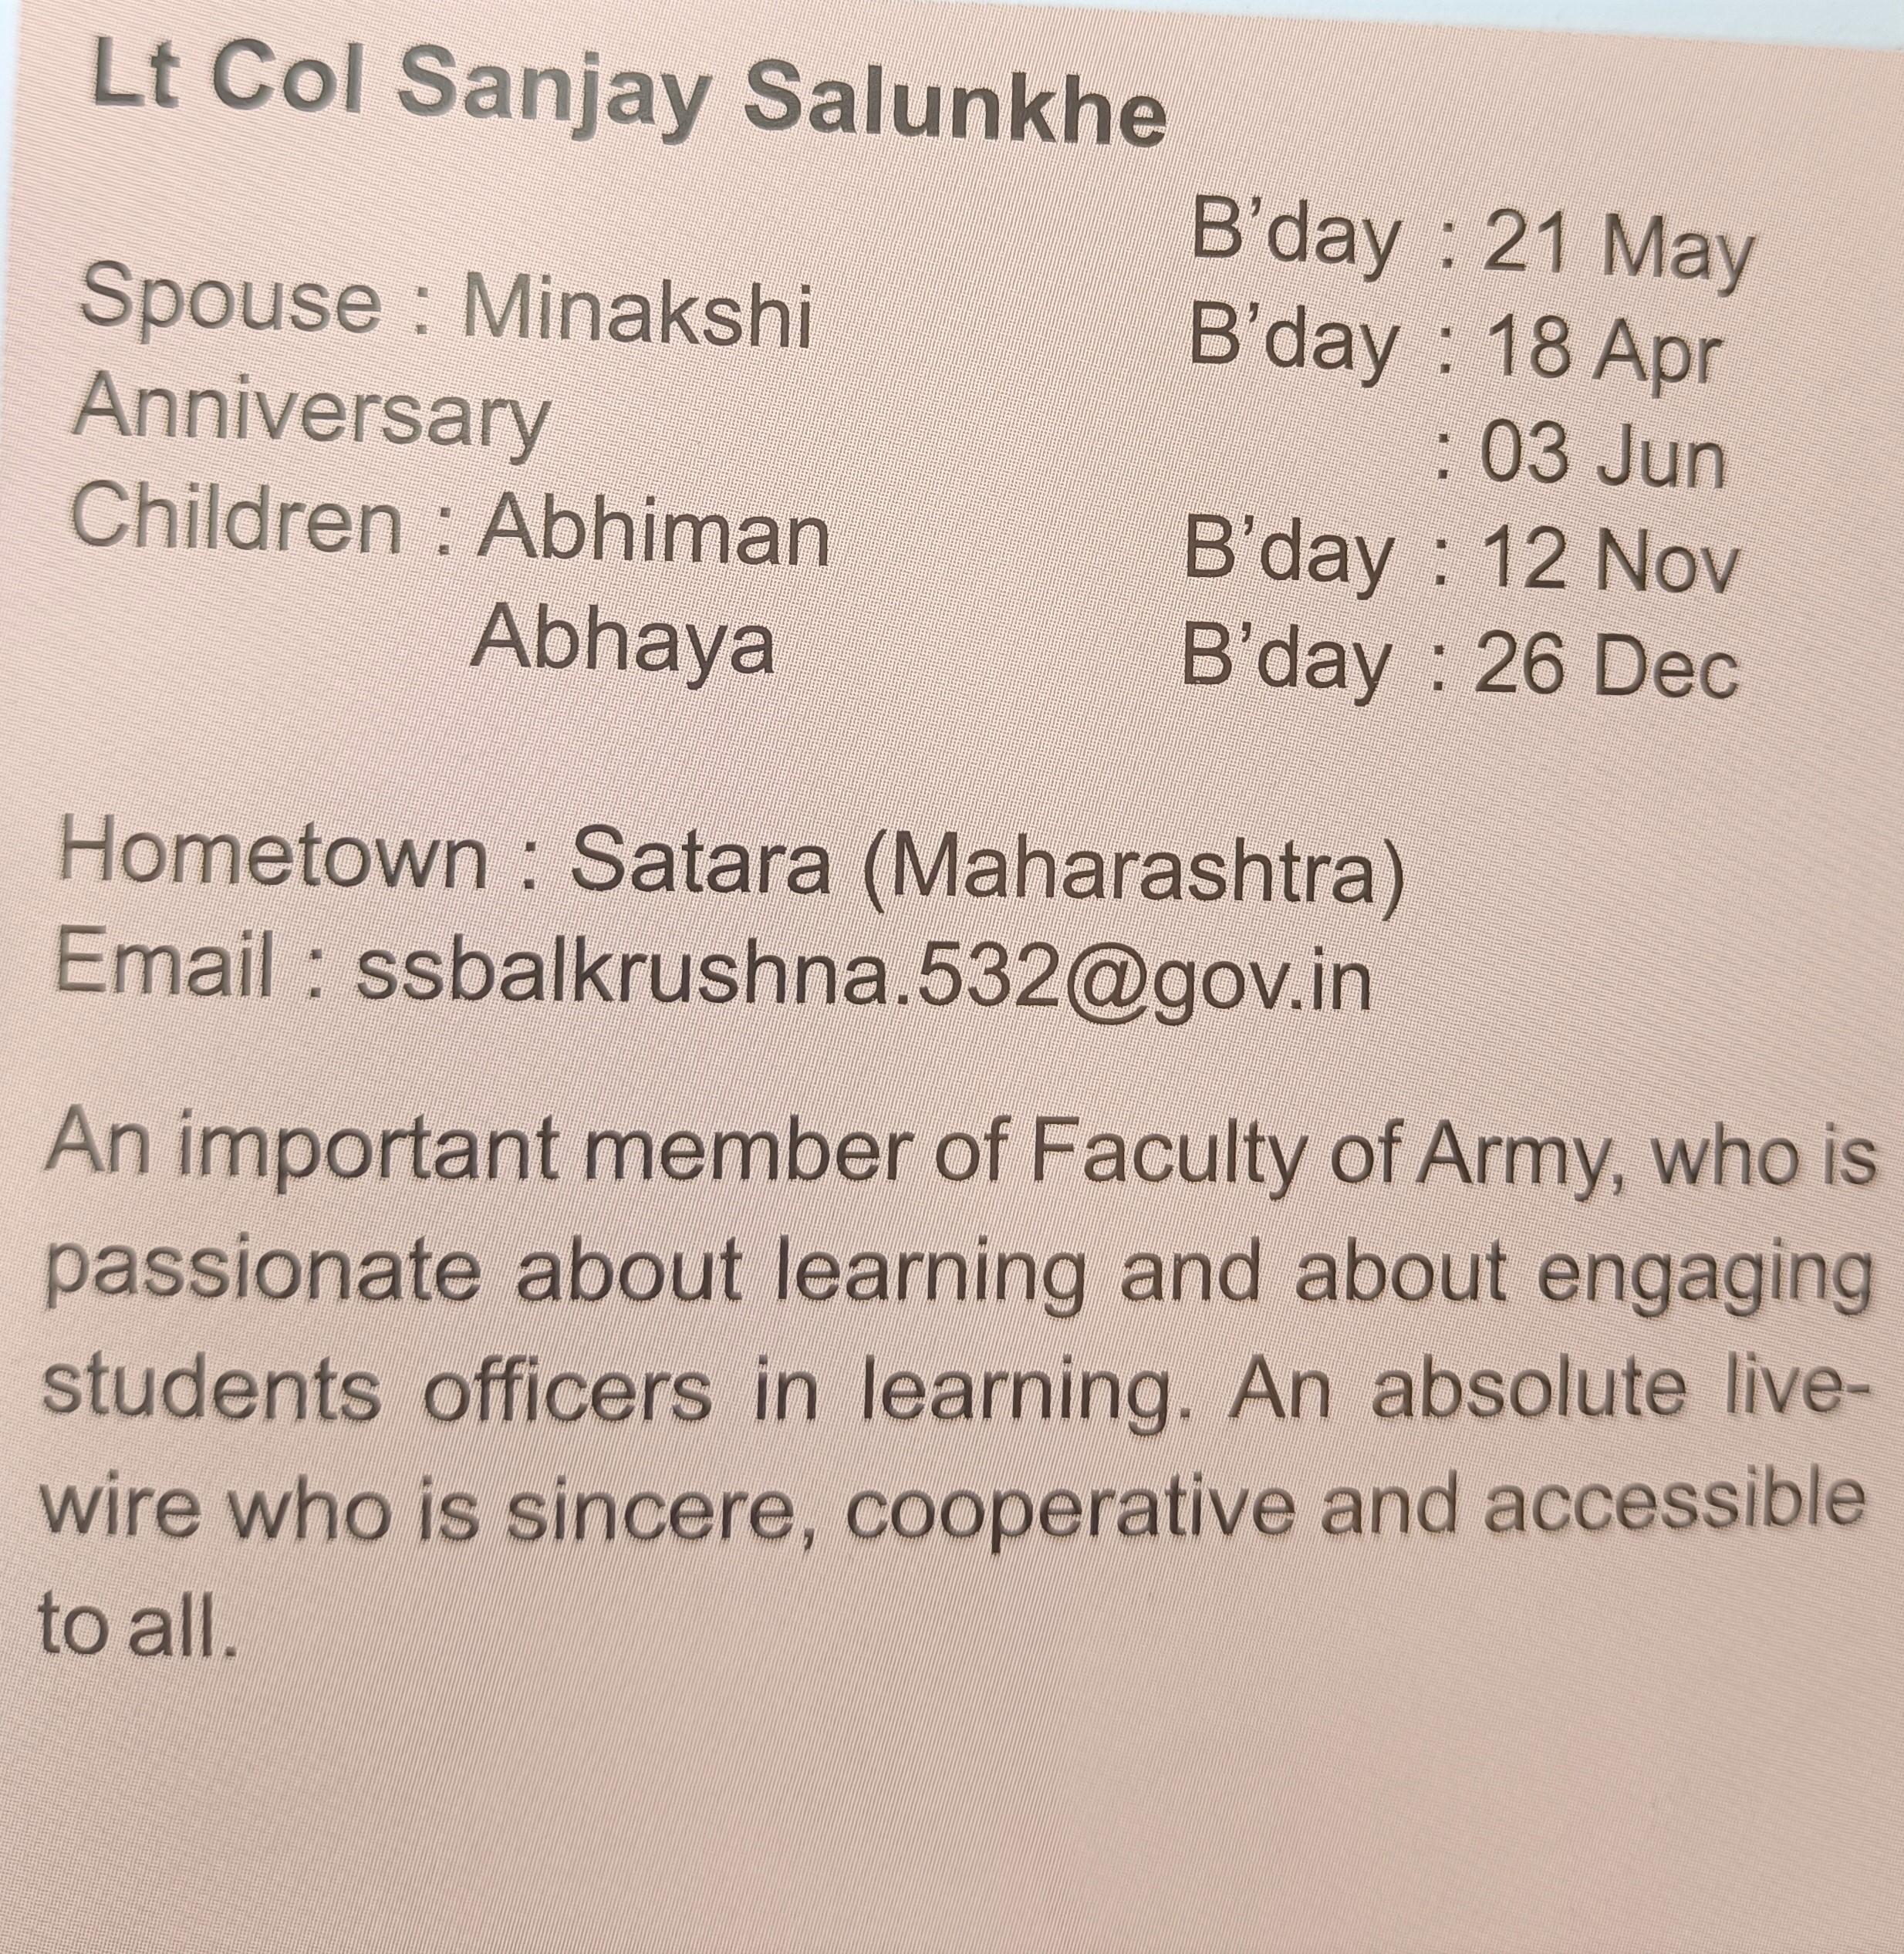 Lt Col Sanjay Salunkhe
B’day : 21 May
Spouse : Minakshi B’day : 18 Apr
Anniversary : 03 Jun
Children : Abhiman B’day : 12 Nov
Abhaya B’day : 26 Dec
Hometown : Satara (Maharashtra)
Email : ssbalkrushna.532@gov.in
An important member of Faculty of Army, who is
passionate about learning and about engaging
students officers in learning. An absolute live-
wire who is sincere, cooperative and accessible
to all.